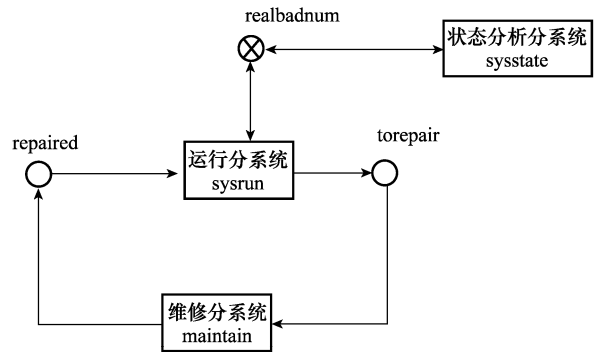 realbadnum
状态分析分系统
sysstate
repaired
运行分系统
sysrun
torepair
维修分系统
maintain